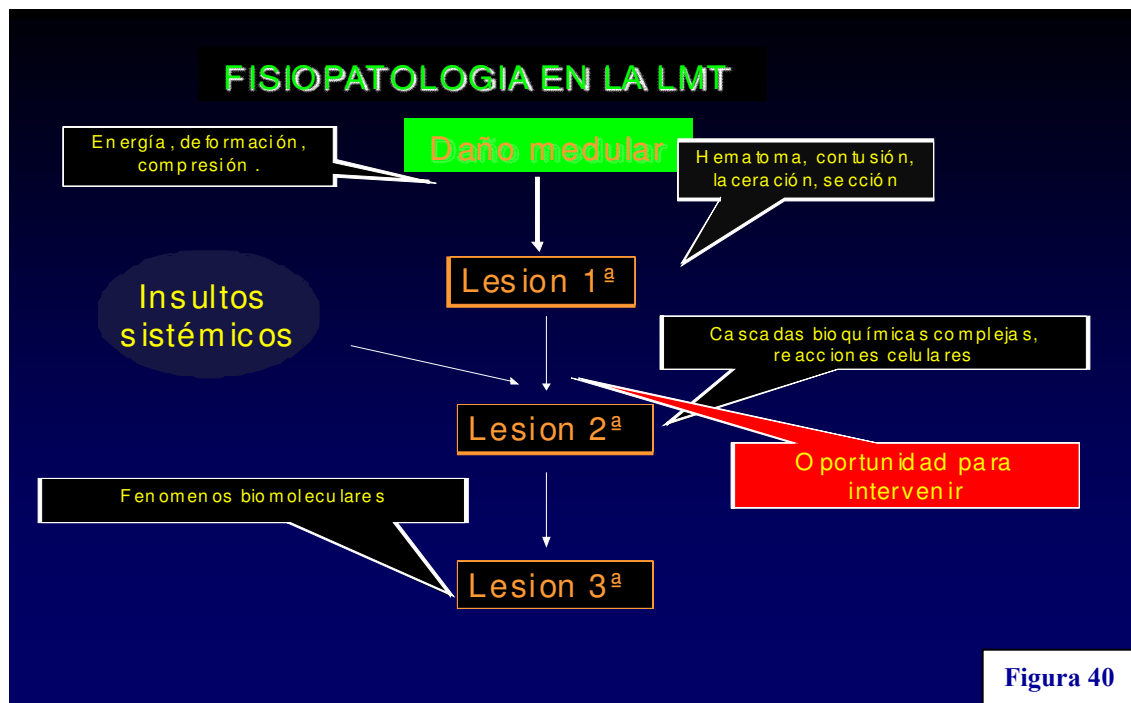 FISIOPATOLOGIA EN LA LMT
Energía, deformación,
compresión.
Daño medular
Hematoma, contusión,
laceración, sección
Lesion 1ª
Insultos
sistémicos
Cascadas bioquímicas complejas,
reacciones celulares
Lesion 2ª
Oportunidad para
intervenir
Fenomenos biomoleculares
Lesion 3ª
Figura 40